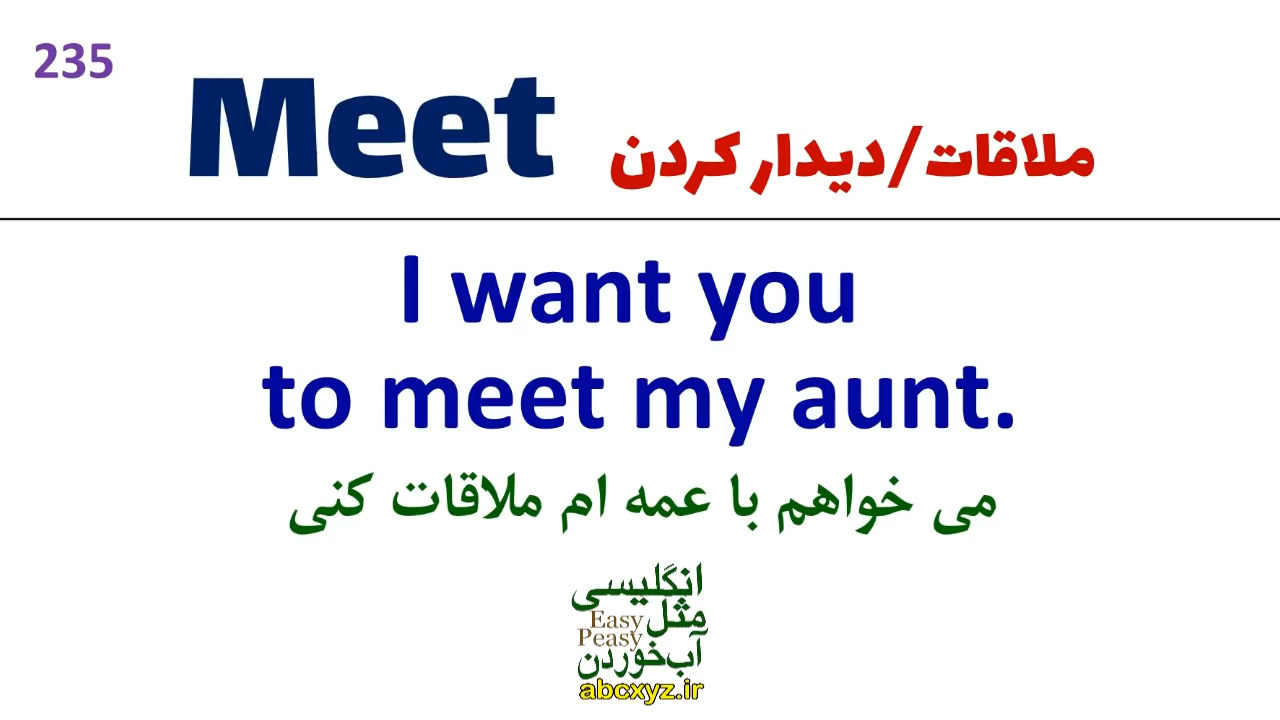 235
Meet ملاقات/دیدار کردن
I want you
to meet my aunt.
می خواهم با عمه ام ملاقات کنی
انگلیسی
مثل
Easy
Peasy
آب‌خوردن
abcxyz.ir